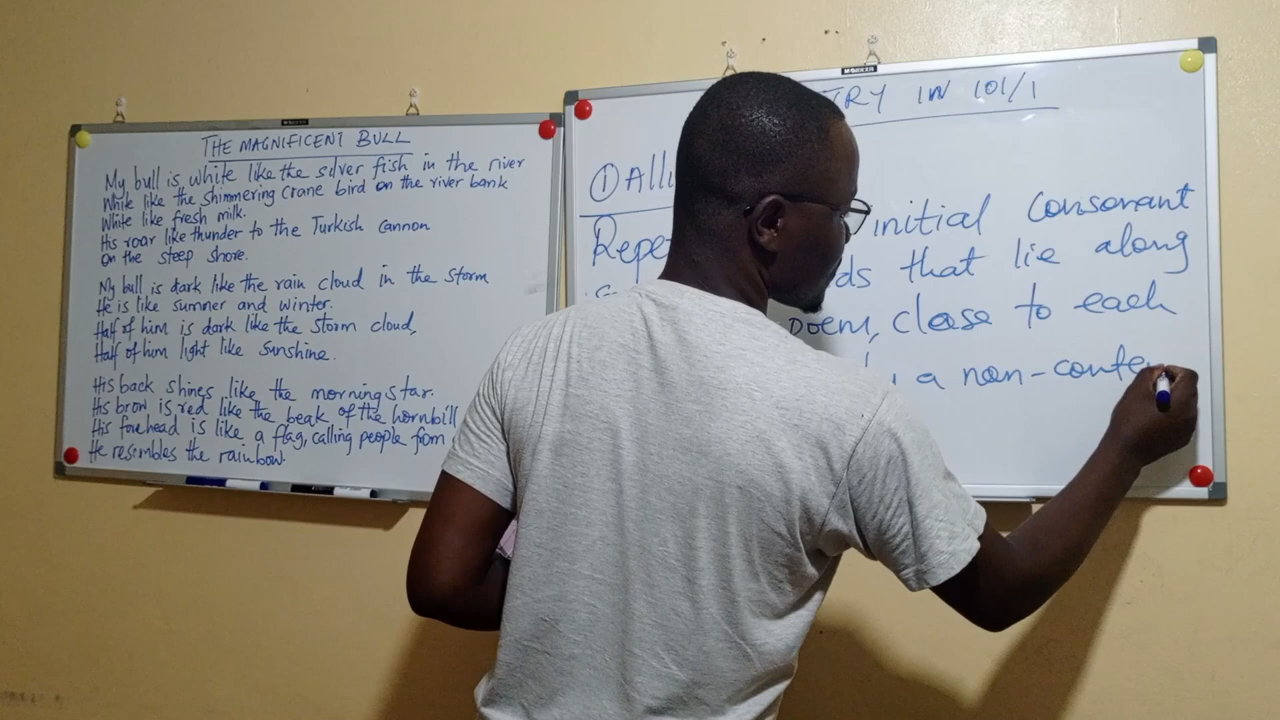 THE MAGNIFICENT BULL
My bull is white like the silver fish in the river
White like the shimmering crane bird on the river bank
White like fresh milk.
His roar like thunder to the Turkish cannon
on the steep shore.
My bull is dark like the rain cloud in the storm
He is like summer and winter.
Half of him is dark like the storm cloud,
Half of him light like sunshine.
His back shines like the morning star.
His brow is red like the beak of the hornbill
His forehead is like a flag, calling people from
He resembles the rainbow.
TRY IN 101/1
① Alli
Repe initial consonant
ds that lie along
poem, close to each
a non-conte